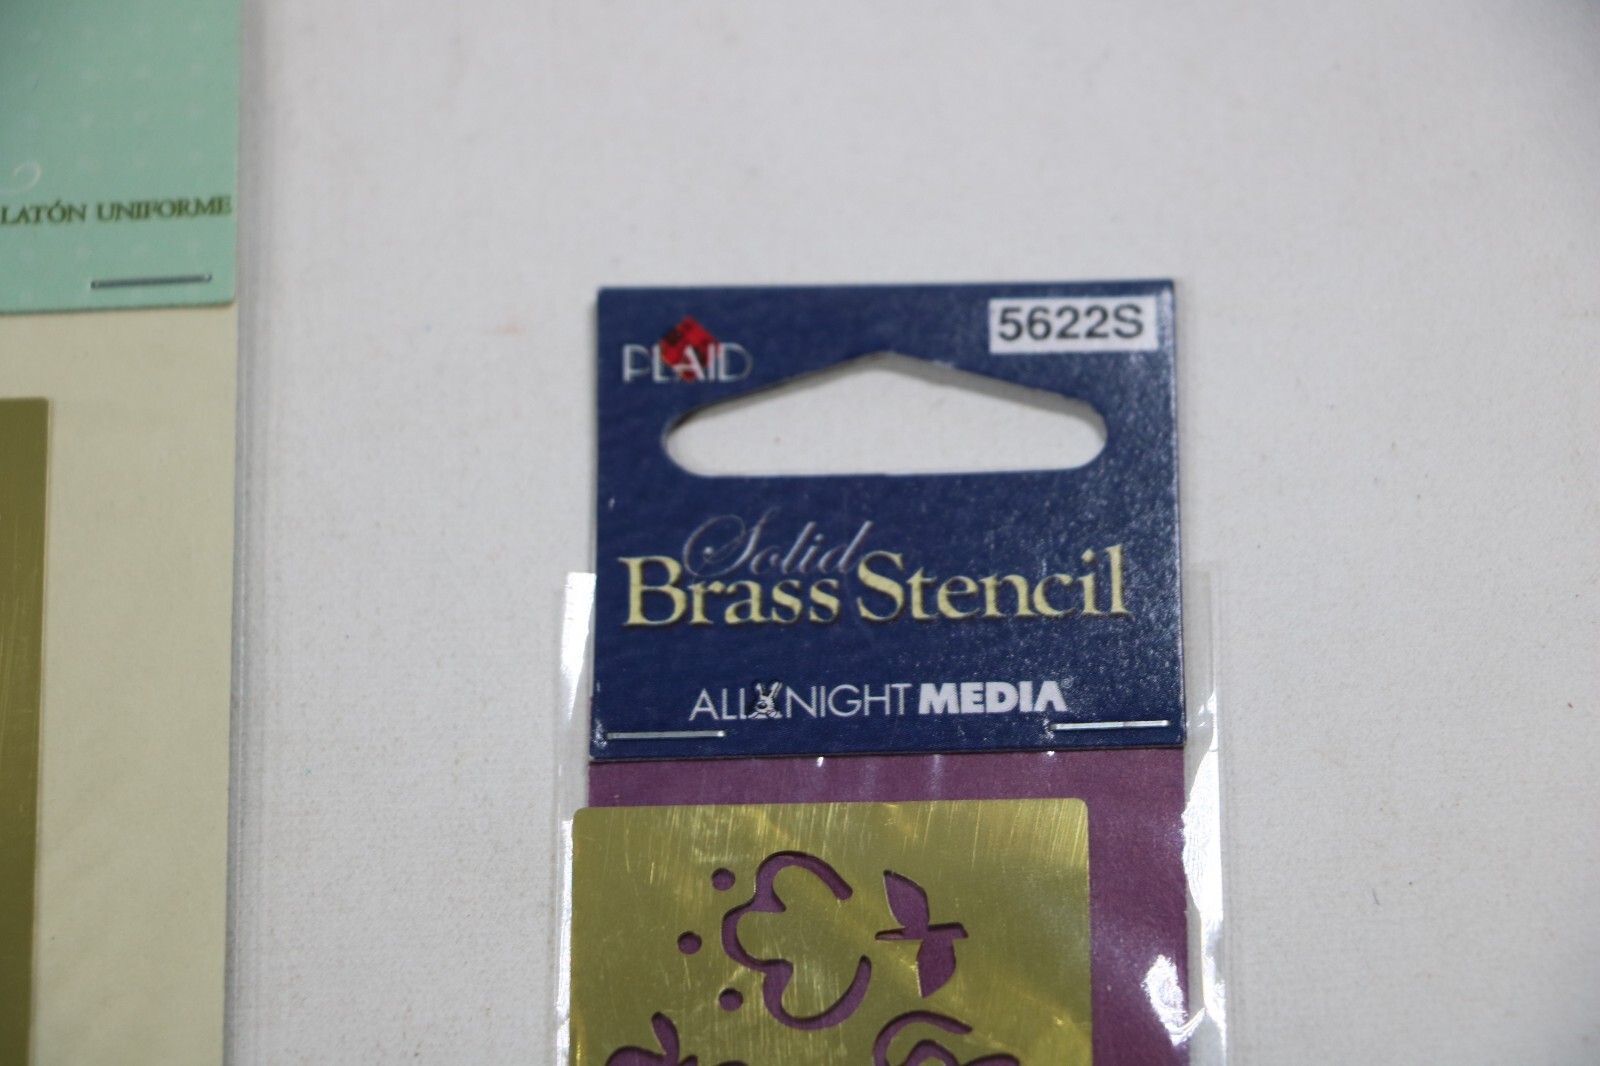 LATÓN UNIFORME
PLAID
5622S
Solid
Brass Stencil
ALL NIGHT MEDIA®